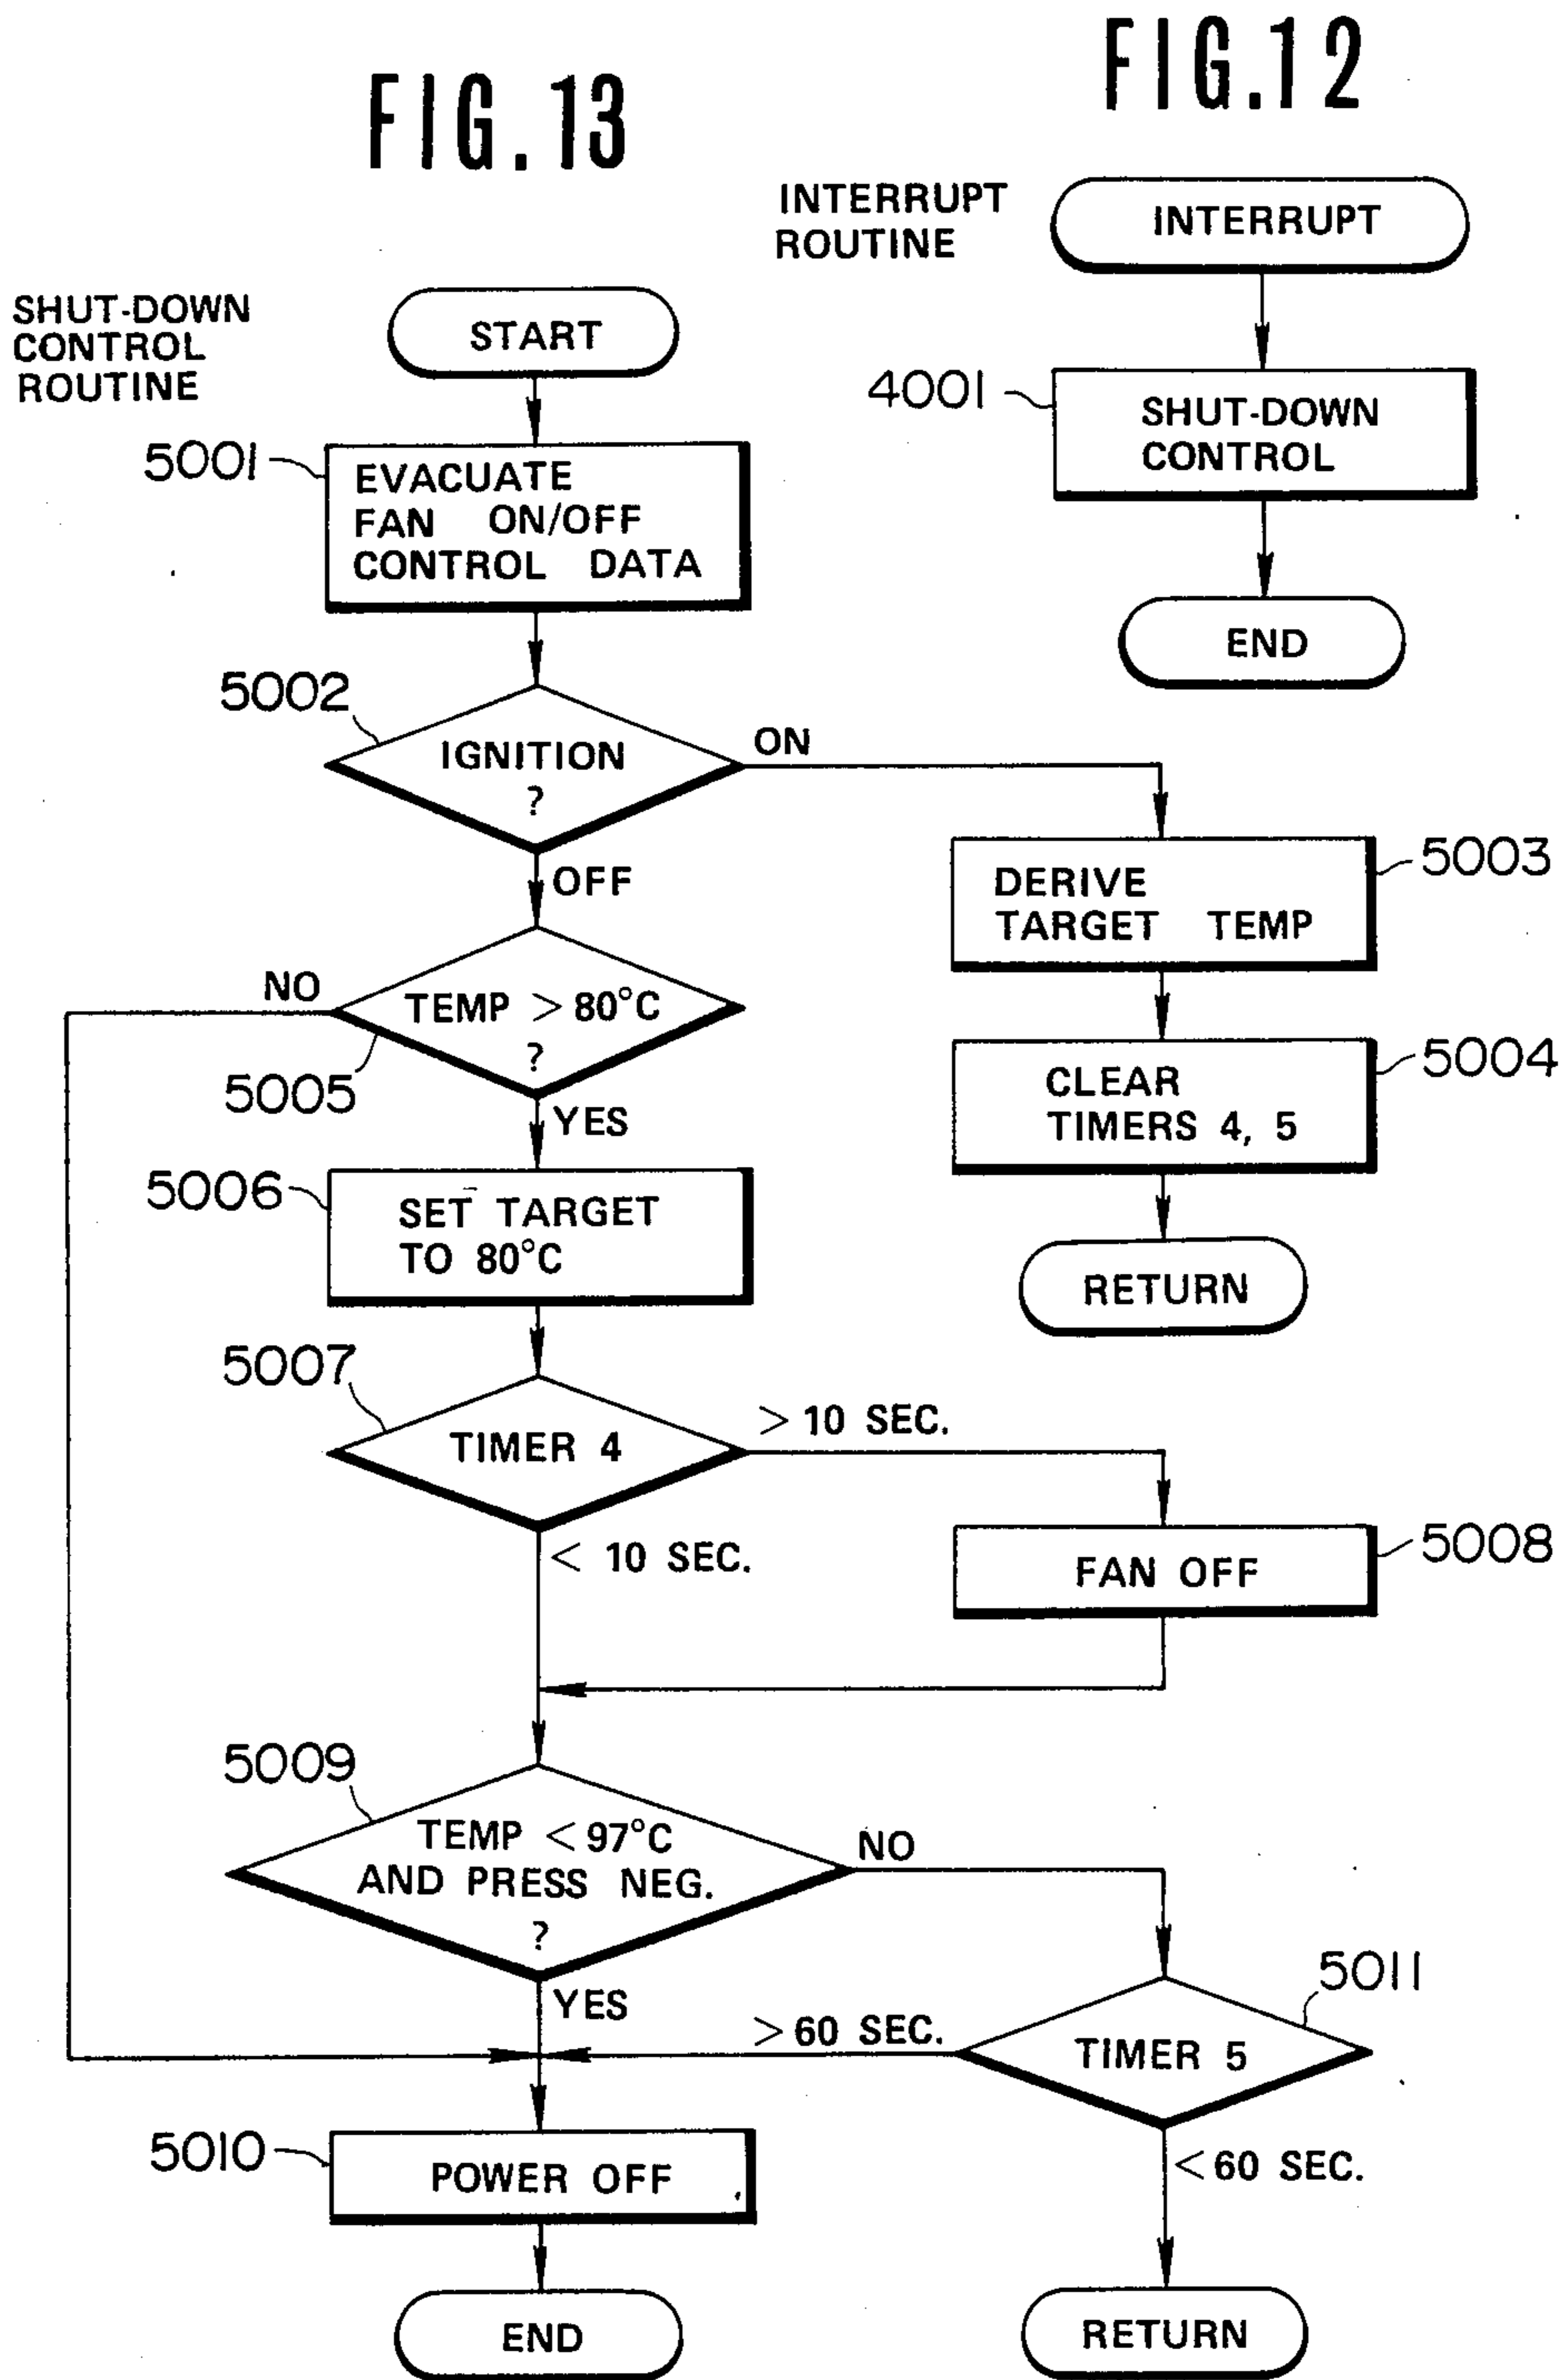 FIG.13
SHUT-DOWN
CONTROL
ROUTINE
START
5001
EVACUATE
FAN ON/OFF
CONTROL DATA
5002
IGNITION
?
ON
OFF
5003
DERIVE
TARGET TEMP
5004
CLEAR
TIMERS 4, 5
RETURN
NO
TEMP > 80°C
?
5005
YES
5006
SET TARGET
TO 80°C
5007
TIMER 4
> 10 SEC.
< 10 SEC.
5008
FAN OFF
5009
TEMP < 97°C
AND PRESS NEG.
?
NO
YES
5011
TIMER 5
> 60 SEC.
< 60 SEC.
RETURN
5010
POWER OFF
END
FIG.12
INTERRUPT
ROUTINE
INTERRUPT
4001
SHUT-DOWN
CONTROL
END